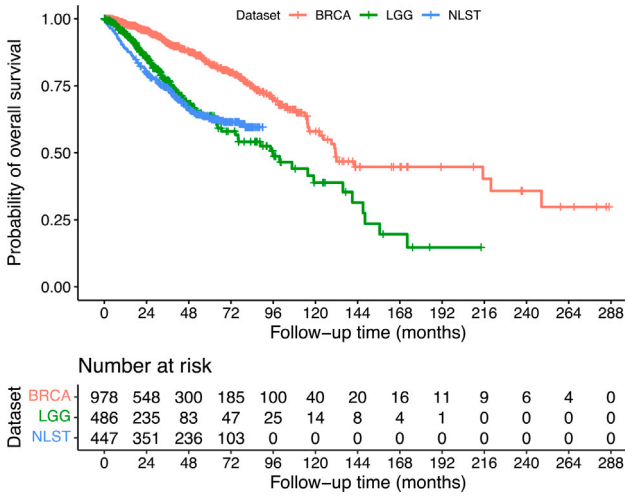 Dataset BRCA LGG NLST
Probability of overall survival
1.00
0.75
0.50
0.25
0.00
0 24 48 72 96 120 144 168 192 216 240 264 288
Follow-up time (months)
Number at risk
Dataset
BRCA 978 548 300 185 100 40 20 16 11 9 6 4 0
LGG 486 235 83 47 25 14 8 4 1 0 0 0 0
NLST 447 351 236 103 0 0 0 0 0 0 0 0 0
0 24 48 72 96 120 144 168 192 216 240 264 288
Follow-up time (months)